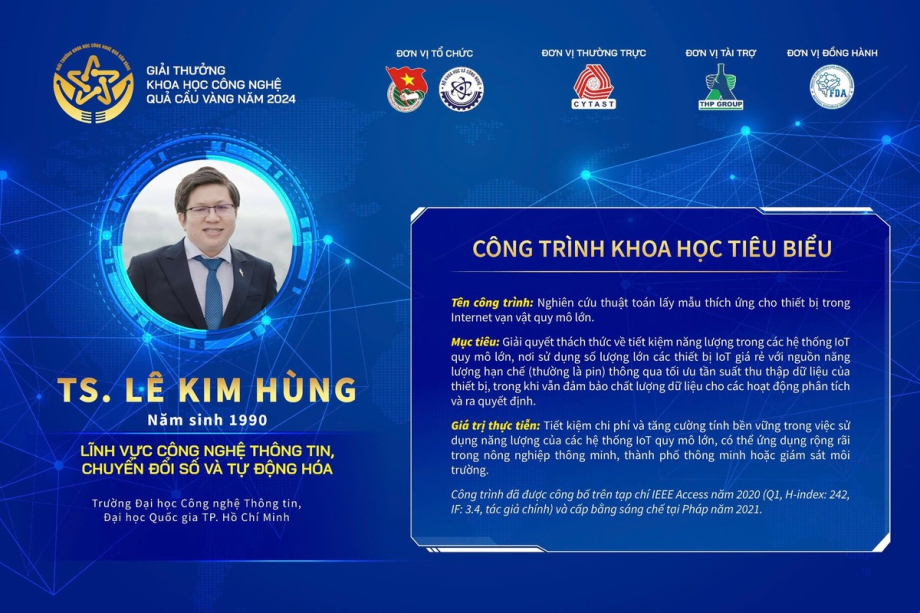 GIẢI THƯỞNG
KHOA HỌC CÔNG NGHỆ
QUẢ CẦU VÀNG NĂM 2024
ĐƠN VỊ TỔ CHỨC
ĐƠN VỊ THƯỜNG TRỰC
CYTAST
ĐƠN VỊ TÀI TRỢ
THP GROUP
ĐƠN VỊ ĐỒNG HÀNH
FDA
TS. LÊ KIM HÙNG
Năm sinh 1990
LĨNH VỰC CÔNG NGHỆ THÔNG TIN,
CHUYỂN ĐỔI SỐ VÀ TỰ ĐỘNG HÓA
Trường Đại học Công nghệ Thông tin,
Đại học Quốc gia TP. Hồ Chí Minh
CÔNG TRÌNH KHOA HỌC TIÊU BIỂU
Tên công trình: Nghiên cứu thuật toán lấy mẫu thích ứng cho thiết bị trong
Internet vạn vật quy mô lớn.
Mục tiêu: Giải quyết thách thức về tiết kiệm năng lượng trong các hệ thống IoT
quy mô lớn, nơi sử dụng số lượng lớn các thiết bị IoT giá rẻ với nguồn năng
lượng hạn chế (thường là pin) thông qua tối ưu tần suất thu thập dữ liệu của
thiết bị, trong khi vẫn đảm bảo chất lượng dữ liệu cho các hoạt động phân tích
và ra quyết định.
Giá trị thực tiễn: Tiết kiệm chi phí và tăng cường tính bền vững trong việc sử
dụng năng lượng của các hệ thống IoT quy mô lớn, có thể ứng dụng rộng rãi
trong nông nghiệp thông minh, thành phố thông minh hoặc giám sát môi
trường.
Công trình đã được công bố trên tạp chí IEEE Access năm 2020 (Q1, H-index: 242,
IF: 3.4, tác giả chính) và cấp bằng sáng chế tại Pháp năm 2021.